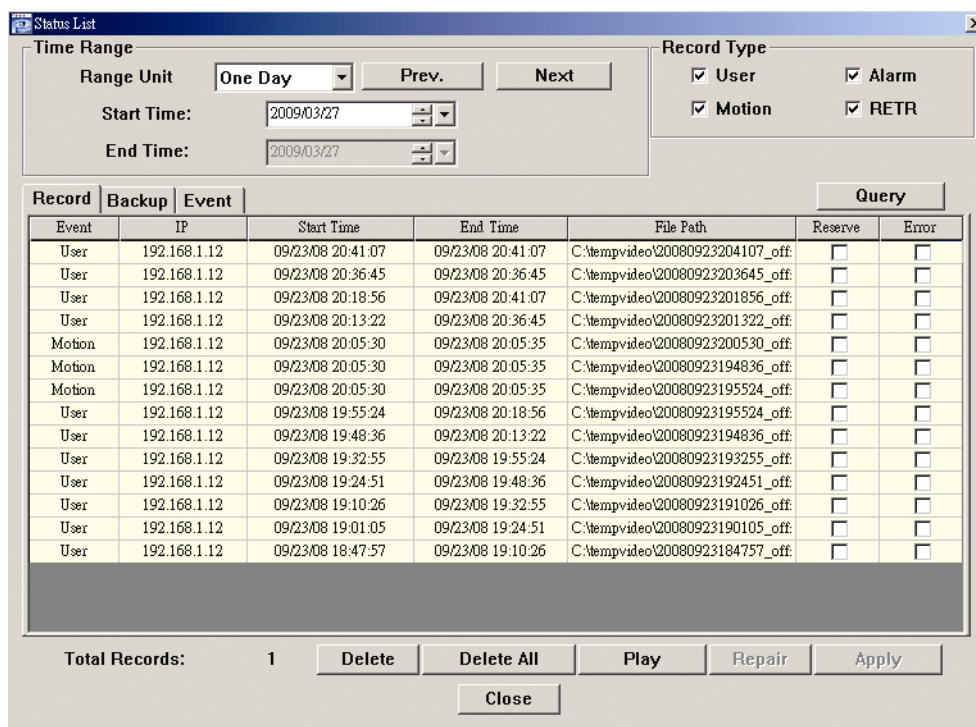 Status List
Time Range
Range Unit One Day Prev. Next
Start Time: 2009/03/27
End Time: 2009/03/27
Record Type
User Alarm
Motion RETR
Record Backup Event Query
Event IP Start Time End Time File Path Reserve Error
User 192.168.1.12 09/23/08 20:41:07 09/23/08 20:41:07 C:\tempvideo\20080923204107_off:
User 192.168.1.12 09/23/08 20:36:45 09/23/08 20:36:45 C:\tempvideo\20080923203645_off:
User 192.168.1.12 09/23/08 20:18:56 09/23/08 20:41:07 C:\tempvideo\20080923201856_off:
User 192.168.1.12 09/23/08 20:13:22 09/23/08 20:36:45 C:\tempvideo\20080923201322_off:
Motion 192.168.1.12 09/23/08 20:05:30 09/23/08 20:05:35 C:\tempvideo\20080923200530_off:
Motion 192.168.1.12 09/23/08 20:05:30 09/23/08 20:05:35 C:\tempvideo\20080923194836_off:
Motion 192.168.1.12 09/23/08 20:05:30 09/23/08 20:05:35 C:\tempvideo\20080923195524_off:
User 192.168.1.12 09/23/08 19:55:24 09/23/08 20:18:56 C:\tempvideo\20080923195524_off:
User 192.168.1.12 09/23/08 19:48:36 09/23/08 20:13:22 C:\tempvideo\20080923194836_off:
User 192.168.1.12 09/23/08 19:32:55 09/23/08 19:55:24 C:\tempvideo\20080923193255_off:
User 192.168.1.12 09/23/08 19:24:51 09/23/08 19:48:36 C:\tempvideo\20080923192451_off:
User 192.168.1.12 09/23/08 19:10:26 09/23/08 19:32:55 C:\tempvideo\20080923191026_off:
User 192.168.1.12 09/23/08 19:01:05 09/23/08 19:24:51 C:\tempvideo\20080923190105_off:
User 192.168.1.12 09/23/08 18:47:57 09/23/08 19:10:26 C:\tempvideo\20080923184757_off:
Total Records: 1 Delete Delete All Play Repair Apply
Close